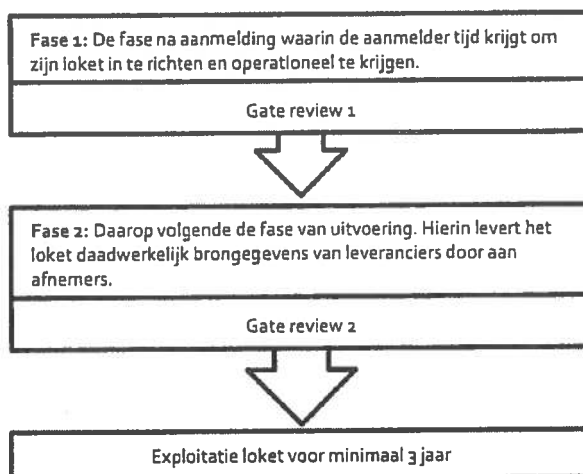 Fase 1: De fase na aanmelding waarin de aanmelder tijd krijgt om
zijn loket in te richten en operationeel te krijgen.
Gate review 1
Fase 2: Daarop volgende de fase van uitvoering. Hierin levert het
loket daadwerkelijk brongegevens van leveranciers door aan
afnemers.
Gate review 2
Exploitatie loket voor minimaal 3 jaar